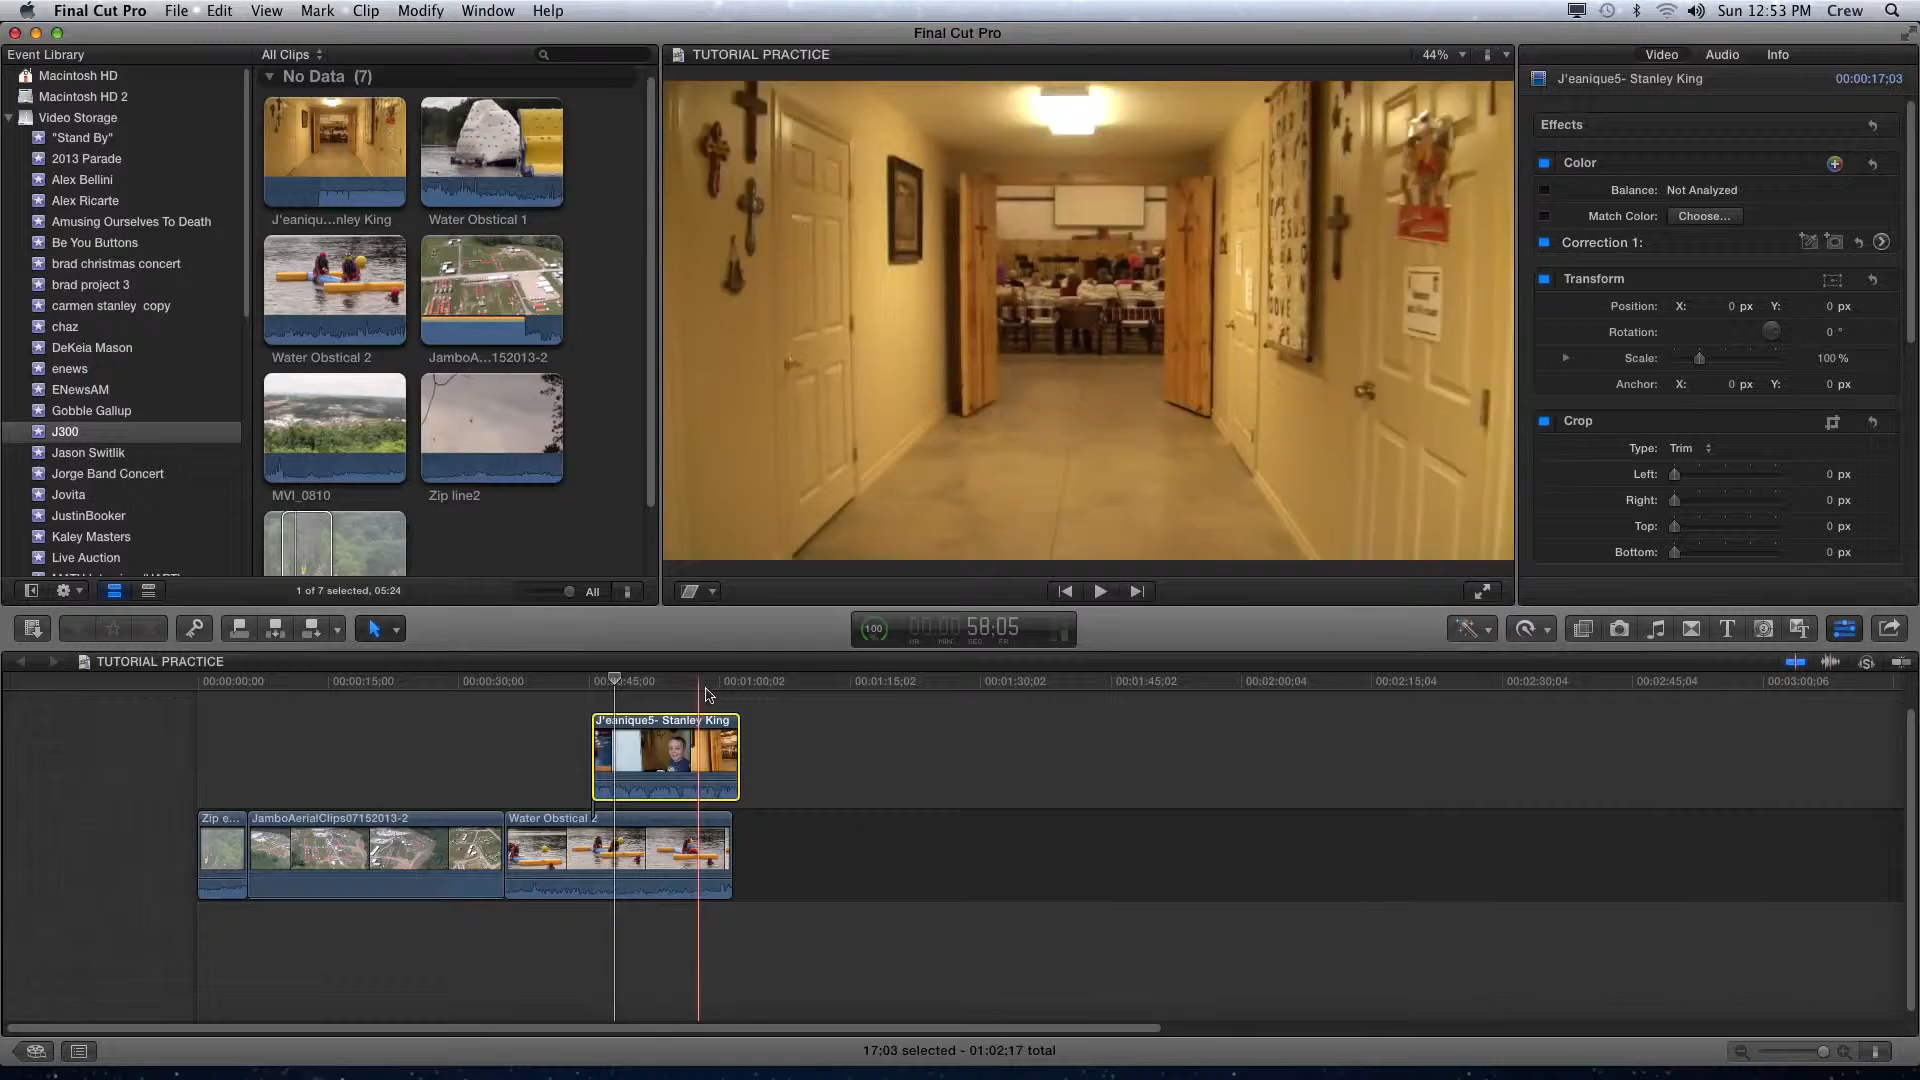 Final Cut Pro File Edit View Mark Clip Modify Window Help Sun 12:53 PM Crew
Final Cut Pro
Event Library
Macintosh HD
Macintosh HD 2
Video Storage
"Stand By"
2013 Parade
Alex Bellini
Alex Ricarte
Amusing Ourselves To Death
Be You Buttons
brad christmas concert
brad project 3
carmen stanley copy
chaz
DeKeia Mason
enews
ENewsAM
Gobble Gallup
J300
Jason Switlik
Jorge Band Concert
Jovita
JustinBooker
Kaley Masters
Live Auction
All Clips
No Data (7)
J'eaniqu...nley King
Water Obstical 1
Water Obstical 2
JamboA...152013-2
MVI_0810
Zip line2
1 of 7 selected, 05:24
All
TUTORIAL PRACTICE
44%
Video Audio Info
J'eanique5- Stanley King 00:00:17;03
Effects
Color
Balance: Not Analyzed
Match Color: Choose...
Correction 1:
Transform
Position: X: 0 px Y: 0 px
Rotation: 0 °
Scale: 100 %
Anchor: X: 0 px Y: 0 px
Crop
Type: Trim
Left: 0 px
Right: 0 px
Top: 0 px
Bottom: 0 px
100 00:00 58:05
HR MIN SEC FR
TUTORIAL PRACTICE
00:00:00;00 00:00:15;00 00:00:30;00 :45;00 00:01:00;02 00:01:15;02 00:01:30;02 00:01:45;02 00:02:00;04 00:02:15;04 00:02:30;04 00:02:45;04 00:03:00;06
J'eanique5- Stanley King
Zip e... JamboAerialClips07152013-2 Water Obstical 2
17:03 selected - 01:02;17 total